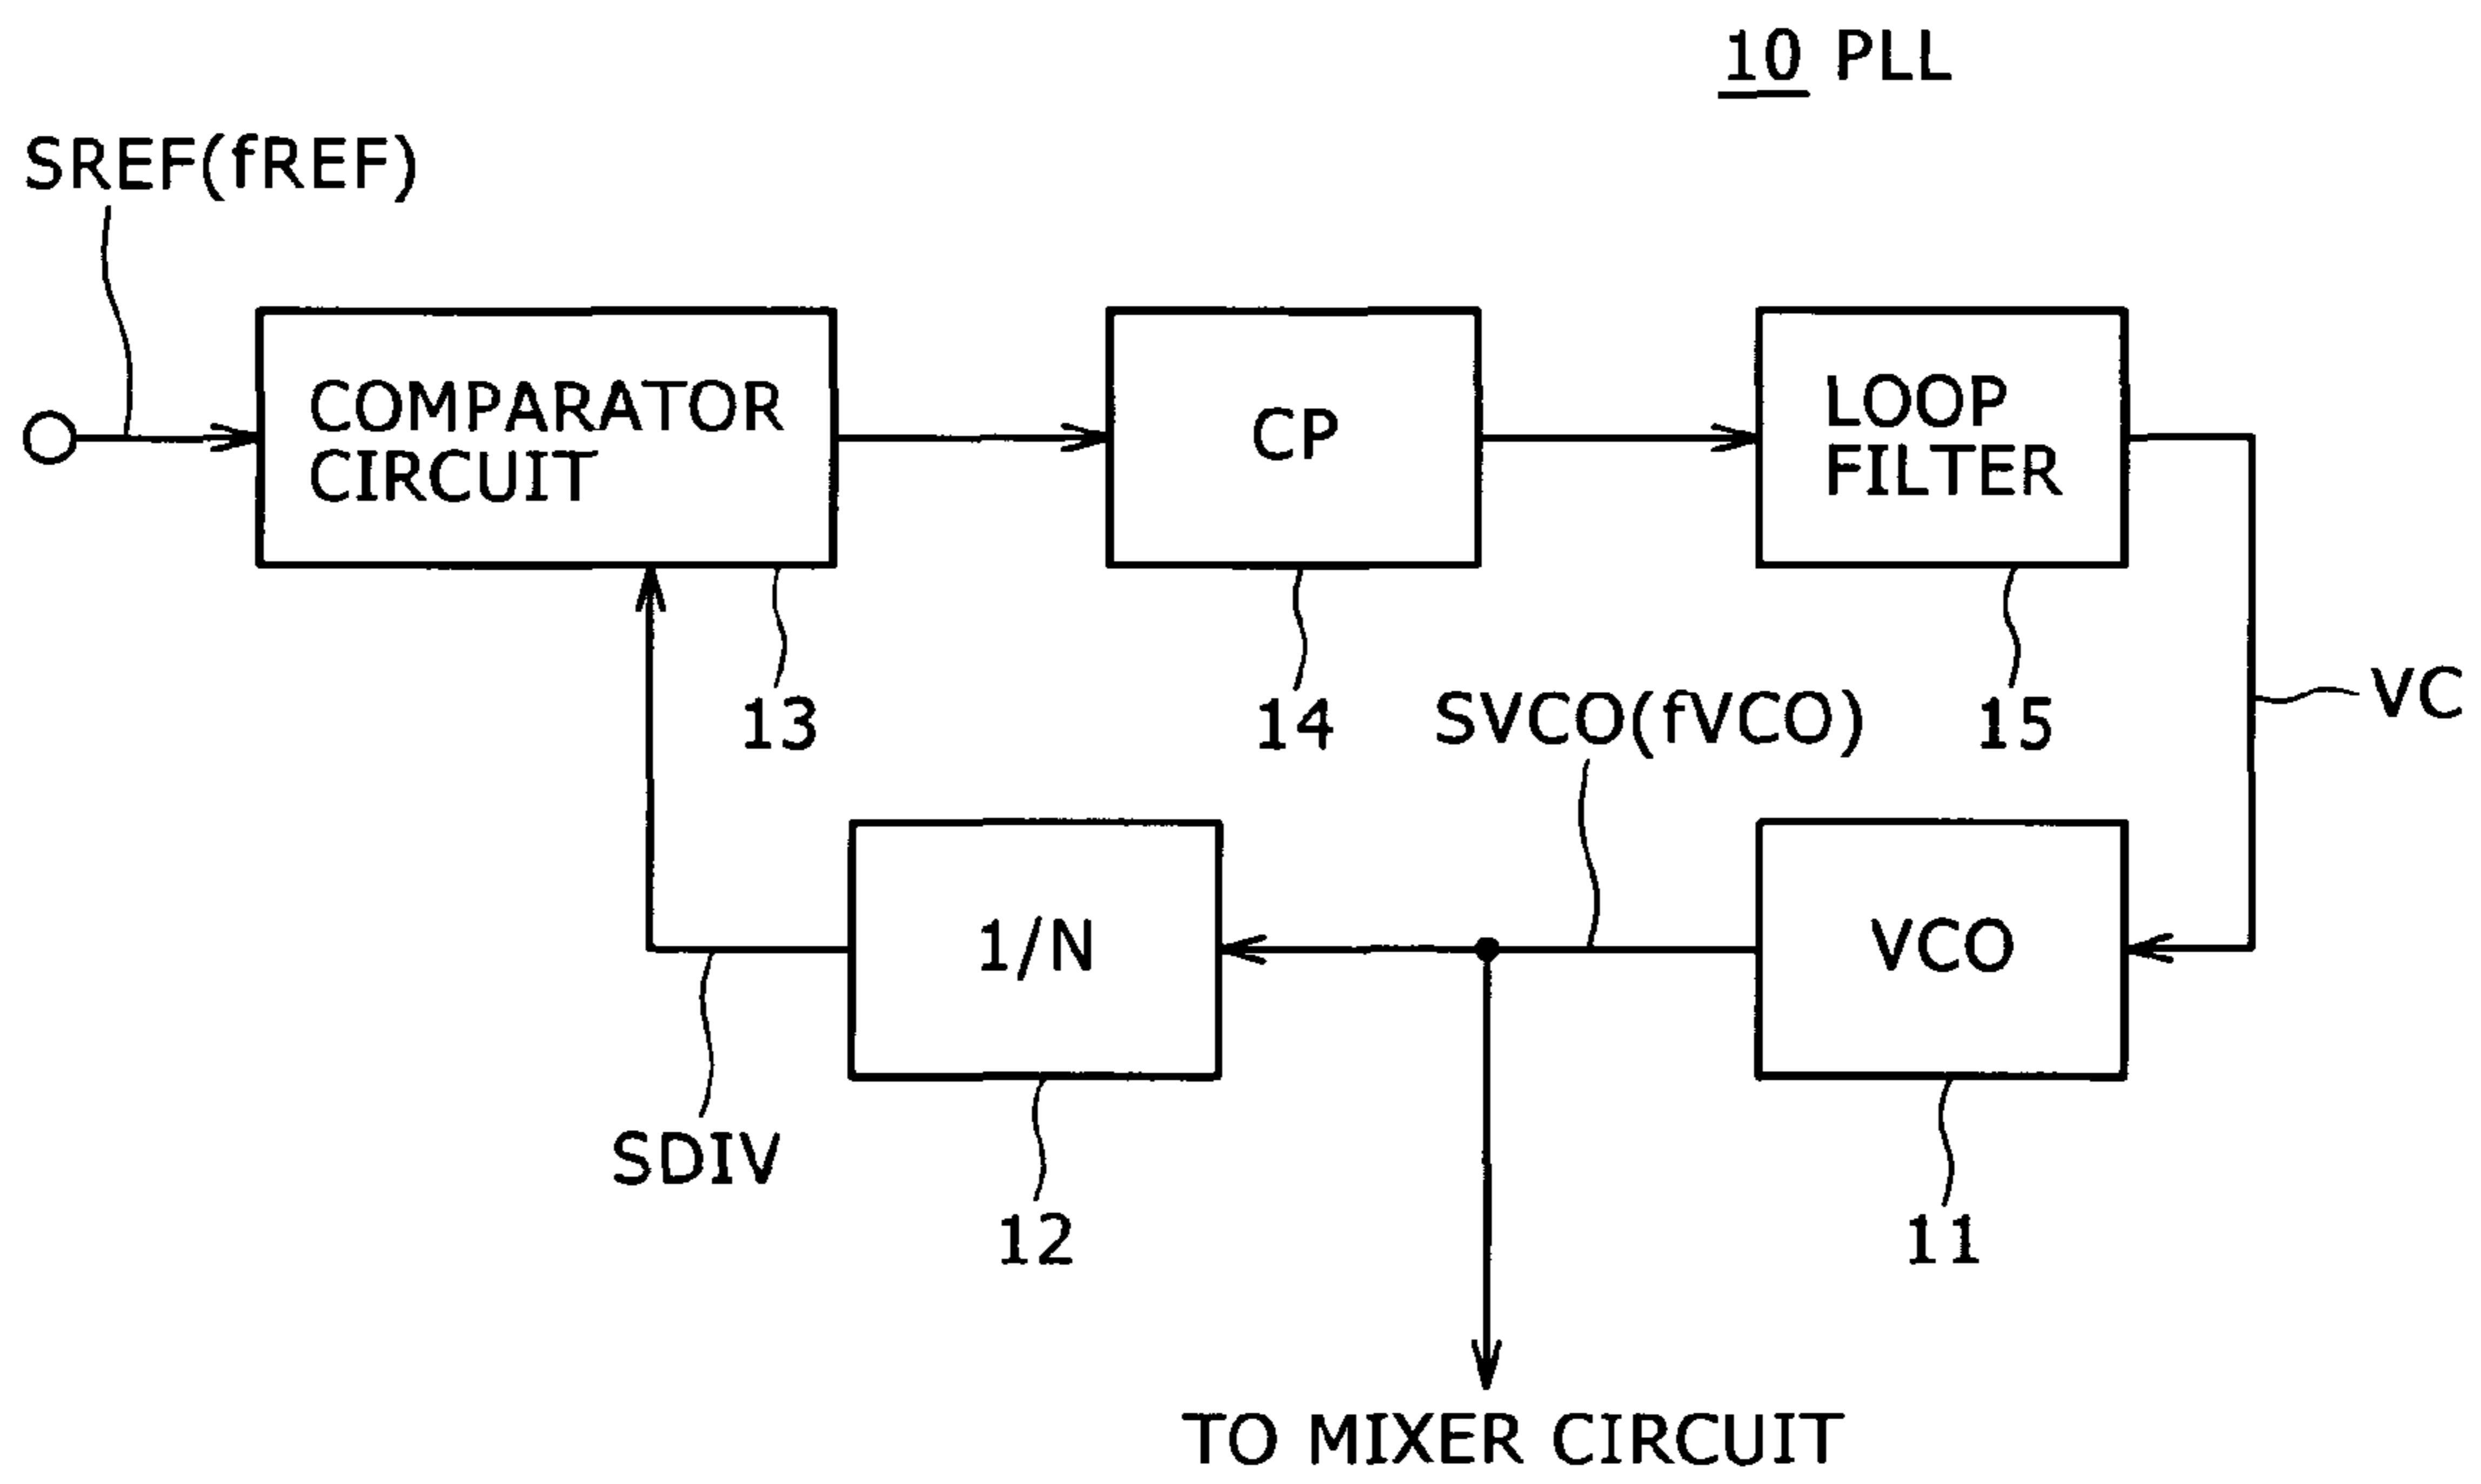 10 PLL
SREF(fREF)
COMPARATOR
CIRCUIT
CP
LOOP
FILTER
13
14
SVCO(fVCO)
15
VC
1/N
VCO
SDIV
12
11
TO MIXER CIRCUIT